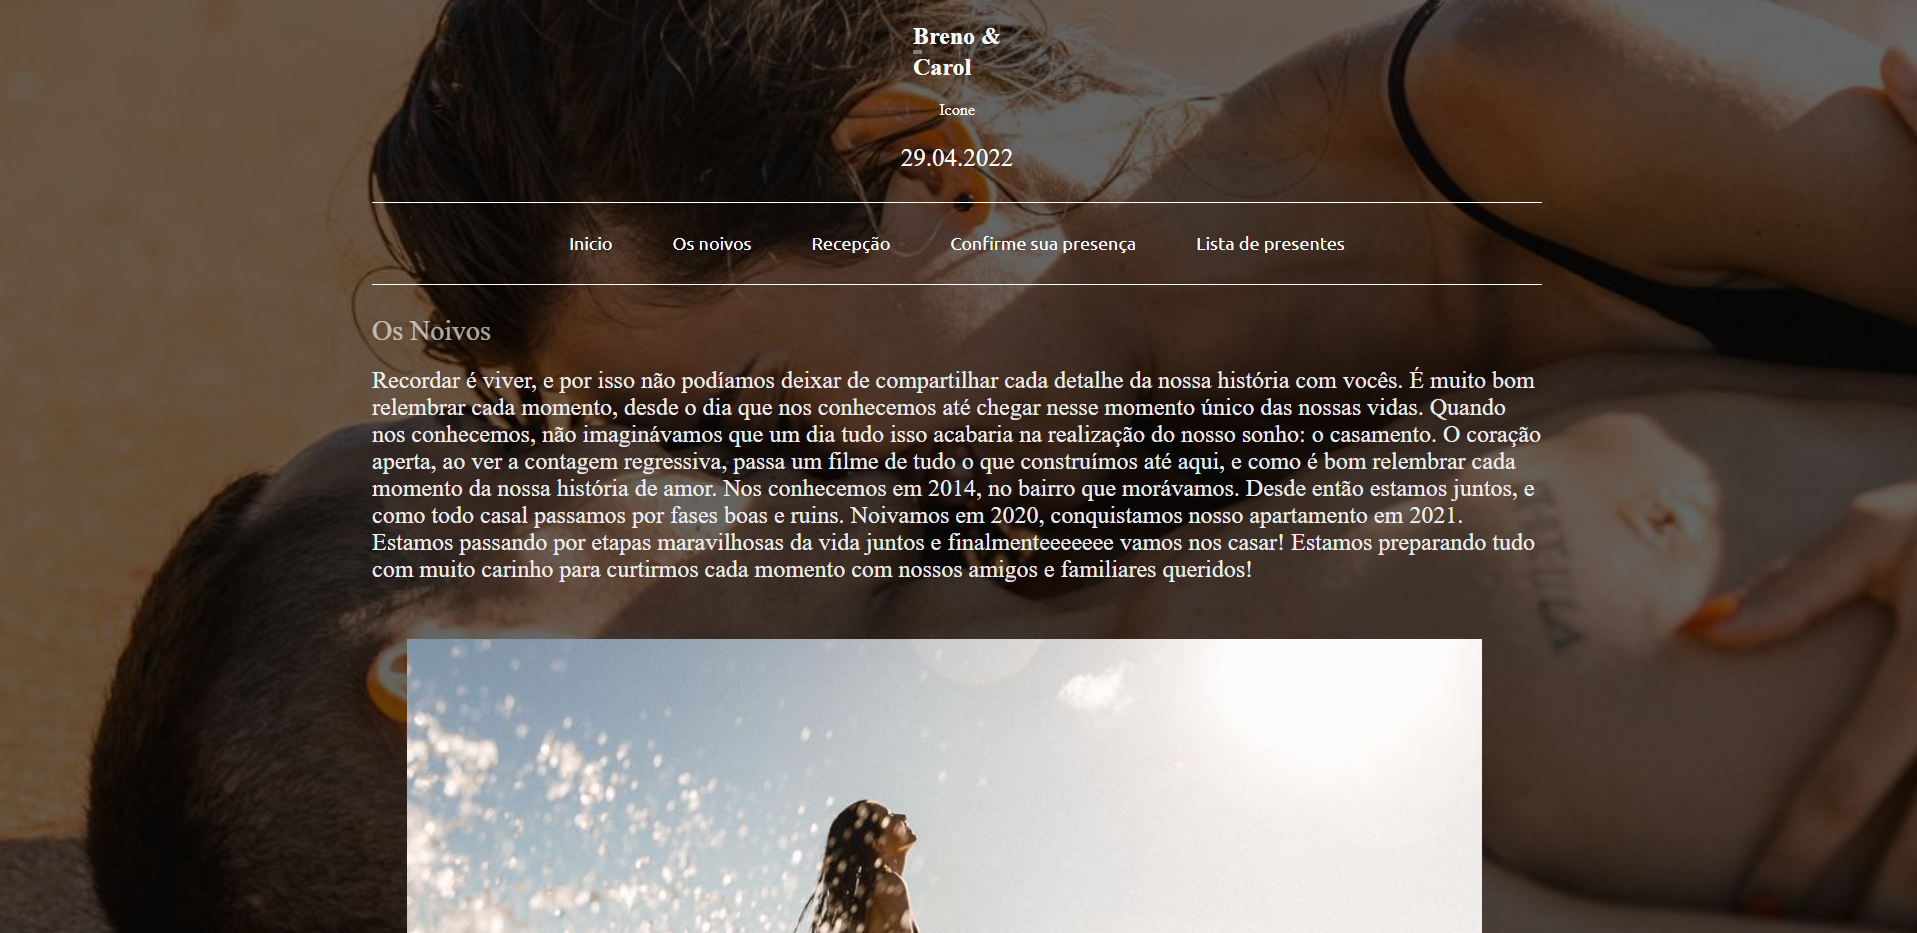 Breno &
Carol
Icone
29.04.2022
Inicio Os noivos Recepção Confirme sua presença Lista de presentes
Os Noivos
Recordar é viver, e por isso não podíamos deixar de compartilhar cada detalhe da nossa história com vocês. É muito bom
relembrar cada momento, desde o dia que nos conhecemos até chegar nesse momento único das nossas vidas. Quando
nos conhecemos, não imaginávamos que um dia tudo isso acabaria na realização do nosso sonho: o casamento. O coração
aperta, ao ver a contagem regressiva, passa um filme de tudo o que construímos até aqui, e como é bom relembrar cada
momento da nossa história de amor. Nos conhecemos em 2014, no bairro que morávamos. Desde então estamos juntos, e
como todo casal passamos por fases boas e ruins. Noivamos em 2020, conquistamos nosso apartamento em 2021.
Estamos passando por etapas maravilhosas da vida juntos e finalmenteeeeeee vamos nos casar! Estamos preparando tudo
com muito carinho para curtirmos cada momento com nossos amigos e familiares queridos!